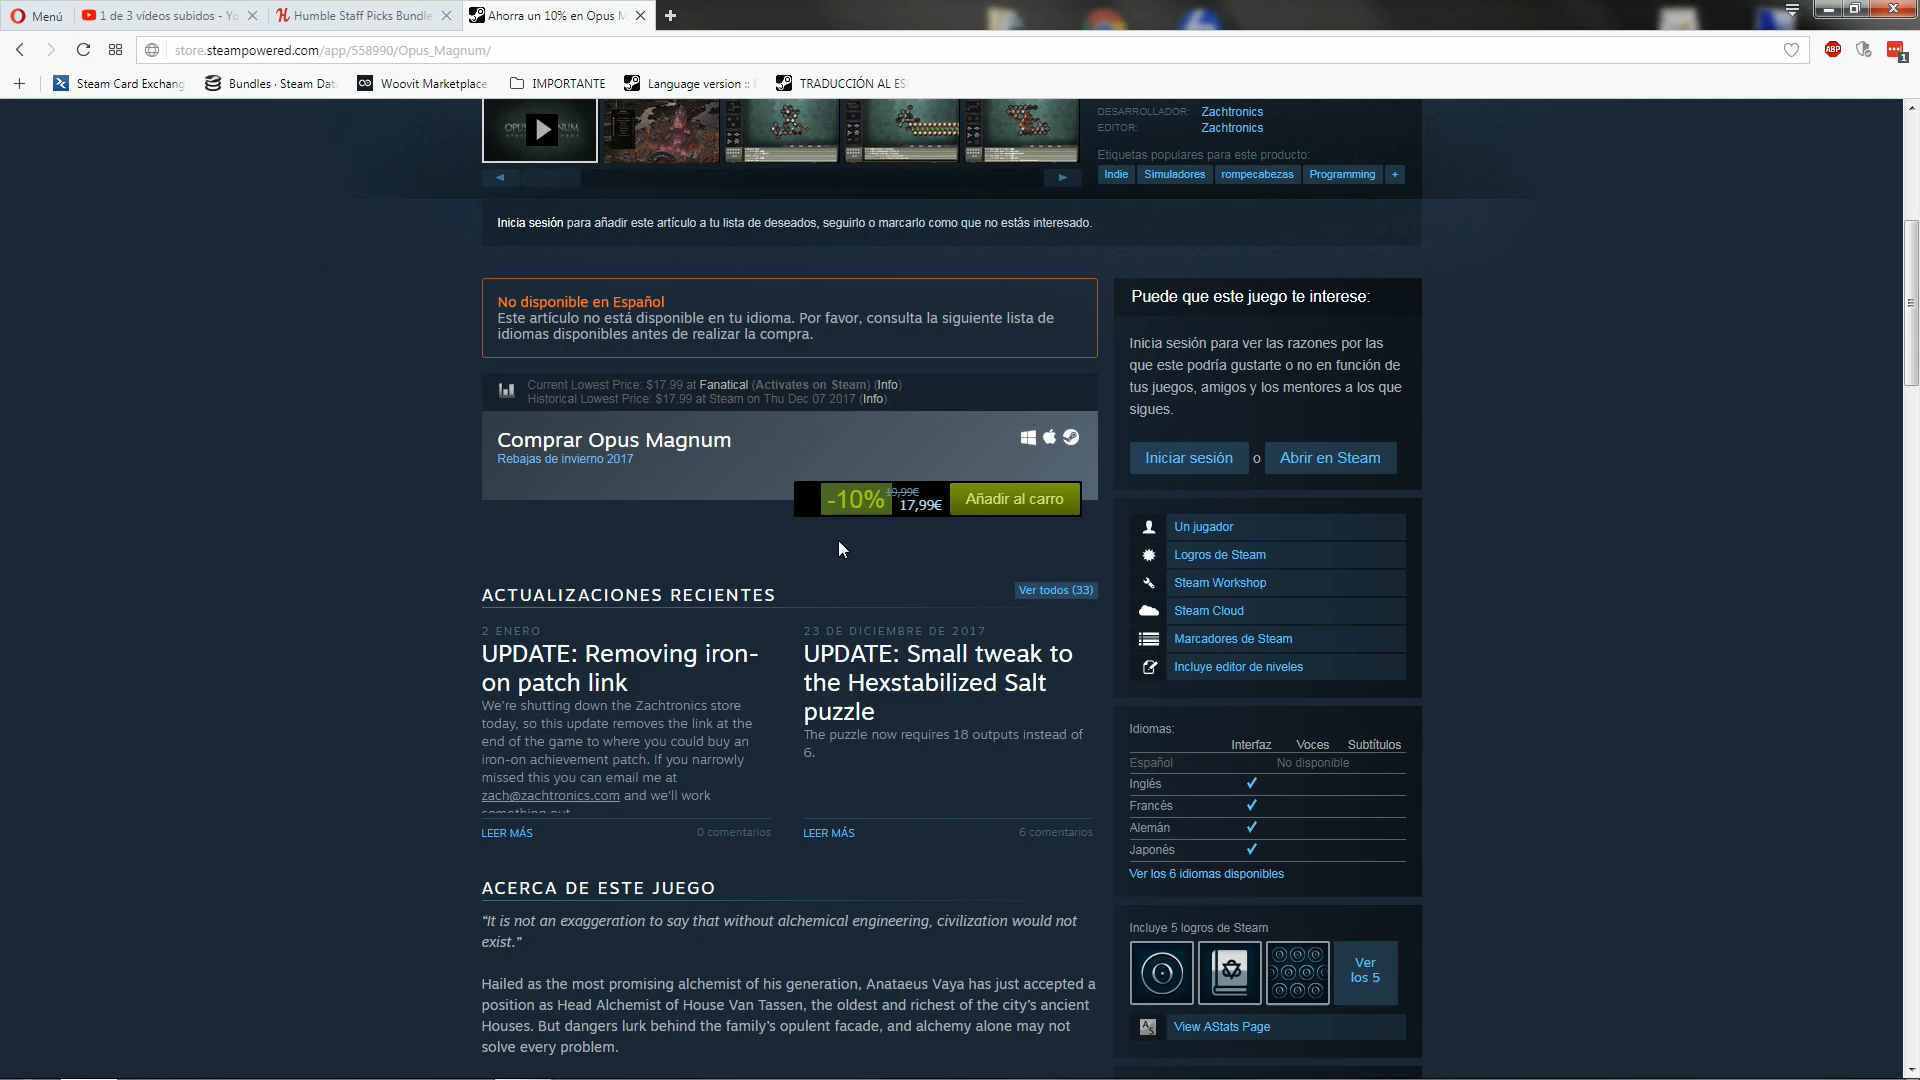 Menú
1 de 3 vídeos subidos - Yo
Humble Staff Picks Bundle
Ahorra un 10% en Opus M
store.steampowered.com/app/558990/Opus_Magnum/
ABP
1
Steam Card Exchang
Bundles · Steam Dat
Woovit Marketplace
IMPORTANTE
Language version ::
TRADUCCIÓN AL ES
DESARROLLADOR: Zachtronics
EDITOR: Zachtronics
Etiquetas populares para este producto:
Indie Simuladores rompecabezas Programming +
Inicia sesión para añadir este artículo a tu lista de deseados, seguirlo o marcarlo como que no estás interesado.
No disponible en Español
Este artículo no está disponible en tu idioma. Por favor, consulta la siguiente lista de
idiomas disponibles antes de realizar la compra.
Current Lowest Price: $17.99 at Fanatical (Activates on Steam) (Info)
Historical Lowest Price: $17.99 at Steam on Thu Dec 07 2017 (Info)
Comprar Opus Magnum
Rebajas de invierno 2017
-10%
19,99€
17,99€
Añadir al carro
ACTUALIZACIONES RECIENTES
Ver todos (33)
2 ENERO
UPDATE: Removing iron-
on patch link
We're shutting down the Zachtronics store
today, so this update removes the link at the
end of the game to where you could buy an
iron-on achievement patch. If you narrowly
missed this you can email me at
zach@zachtronics.com and we'll work
something out
LEER MÁS
0 comentarios
23 DE DICIEMBRE DE 2017
UPDATE: Small tweak to
the Hexstabilized Salt
puzzle
The puzzle now requires 18 outputs instead of
6.
LEER MÁS
6 comentarios
ACERCA DE ESTE JUEGO
“It is not an exaggeration to say that without alchemical engineering, civilization would not
exist.”
Hailed as the most promising alchemist of his generation, Anataeus Vaya has just accepted a
position as Head Alchemist of House Van Tassen, the oldest and richest of the city’s ancient
Houses. But dangers lurk behind the family’s opulent facade, and alchemy alone may not
solve every problem.
Puede que este juego te interese:
Inicia sesión para ver las razones por las
que este podría gustarte o no en función de
tus juegos, amigos y los mentores a los que
sigues.
Iniciar sesión o Abrir en Steam
Un jugador
Logros de Steam
Steam Workshop
Steam Cloud
Marcadores de Steam
Incluye editor de niveles
Idiomas:
Interfaz Voces Subtítulos
Español No disponible
Inglés ✓
Francés ✓
Alemán ✓
Japonés ✓
Ver los 6 idiomas disponibles
Incluye 5 logros de Steam
Ver
los 5
View AStats Page